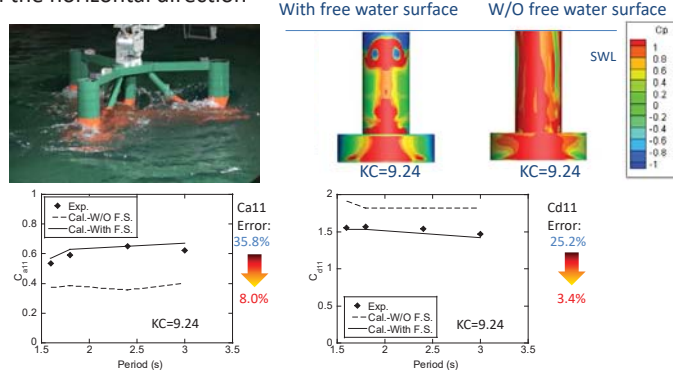 the horizontal direction
With free water surface W/O free water surface
SWL
Cp
1
0.8
0.6
0.4
0.2
0
-0.2
-0.4
-0.6
-0.8
-1
KC=9.24 KC=9.24
1
0.8
0.6
0.4
0.2
0
Exp.
Cal.-W/O F.S.
Cal.-With F.S.
KC=9.24
Ca11
1.5 2 2.5 3 3.5
Period (s)
Ca11
Error:
35.8%
8.0%
2
1.5
1
0.5
0
Exp.
Cal.-W/O F.S.
Cal.-With F.S.
KC=9.24
Cd11
1.5 2 2.5 3 3.5
Period (s)
Cd11
Error:
25.2%
3.4%